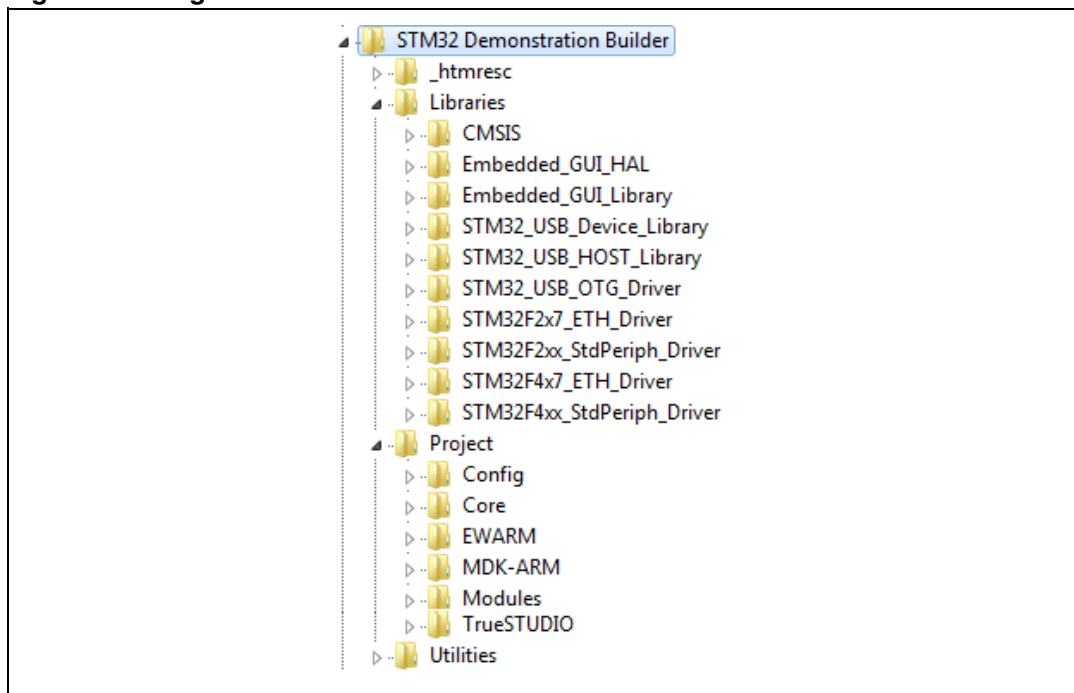 STM32 Demonstration Builder
_htmresc
Libraries
CMSIS
Embedded_GUI_HAL
Embedded_GUI_Library
STM32_USB_Device_Library
STM32_USB_HOST_Library
STM32_USB_OTG_Driver
STM32F2x7_ETH_Driver
STM32F2xx_StdPeriph_Driver
STM32F4x7_ETH_Driver
STM32F4xx_StdPeriph_Driver
Project
Config
Core
EWARM
MDK-ARM
Modules
TrueSTUDIO
Utilities